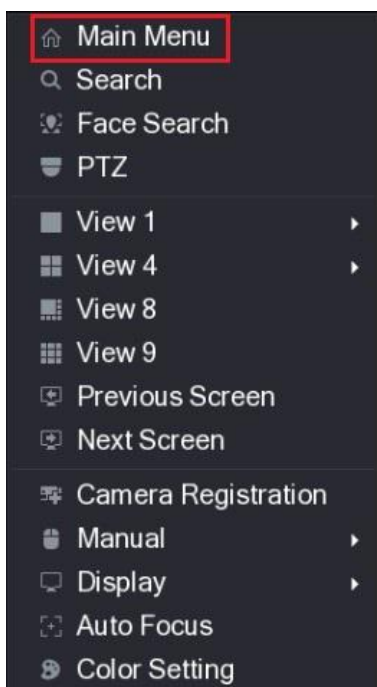 Main Menu
Search
Face Search
PTZ
View 1
View 4
View 8
View 9
Previous Screen
Next Screen
Camera Registration
Manual
Display
Auto Focus
Color Setting